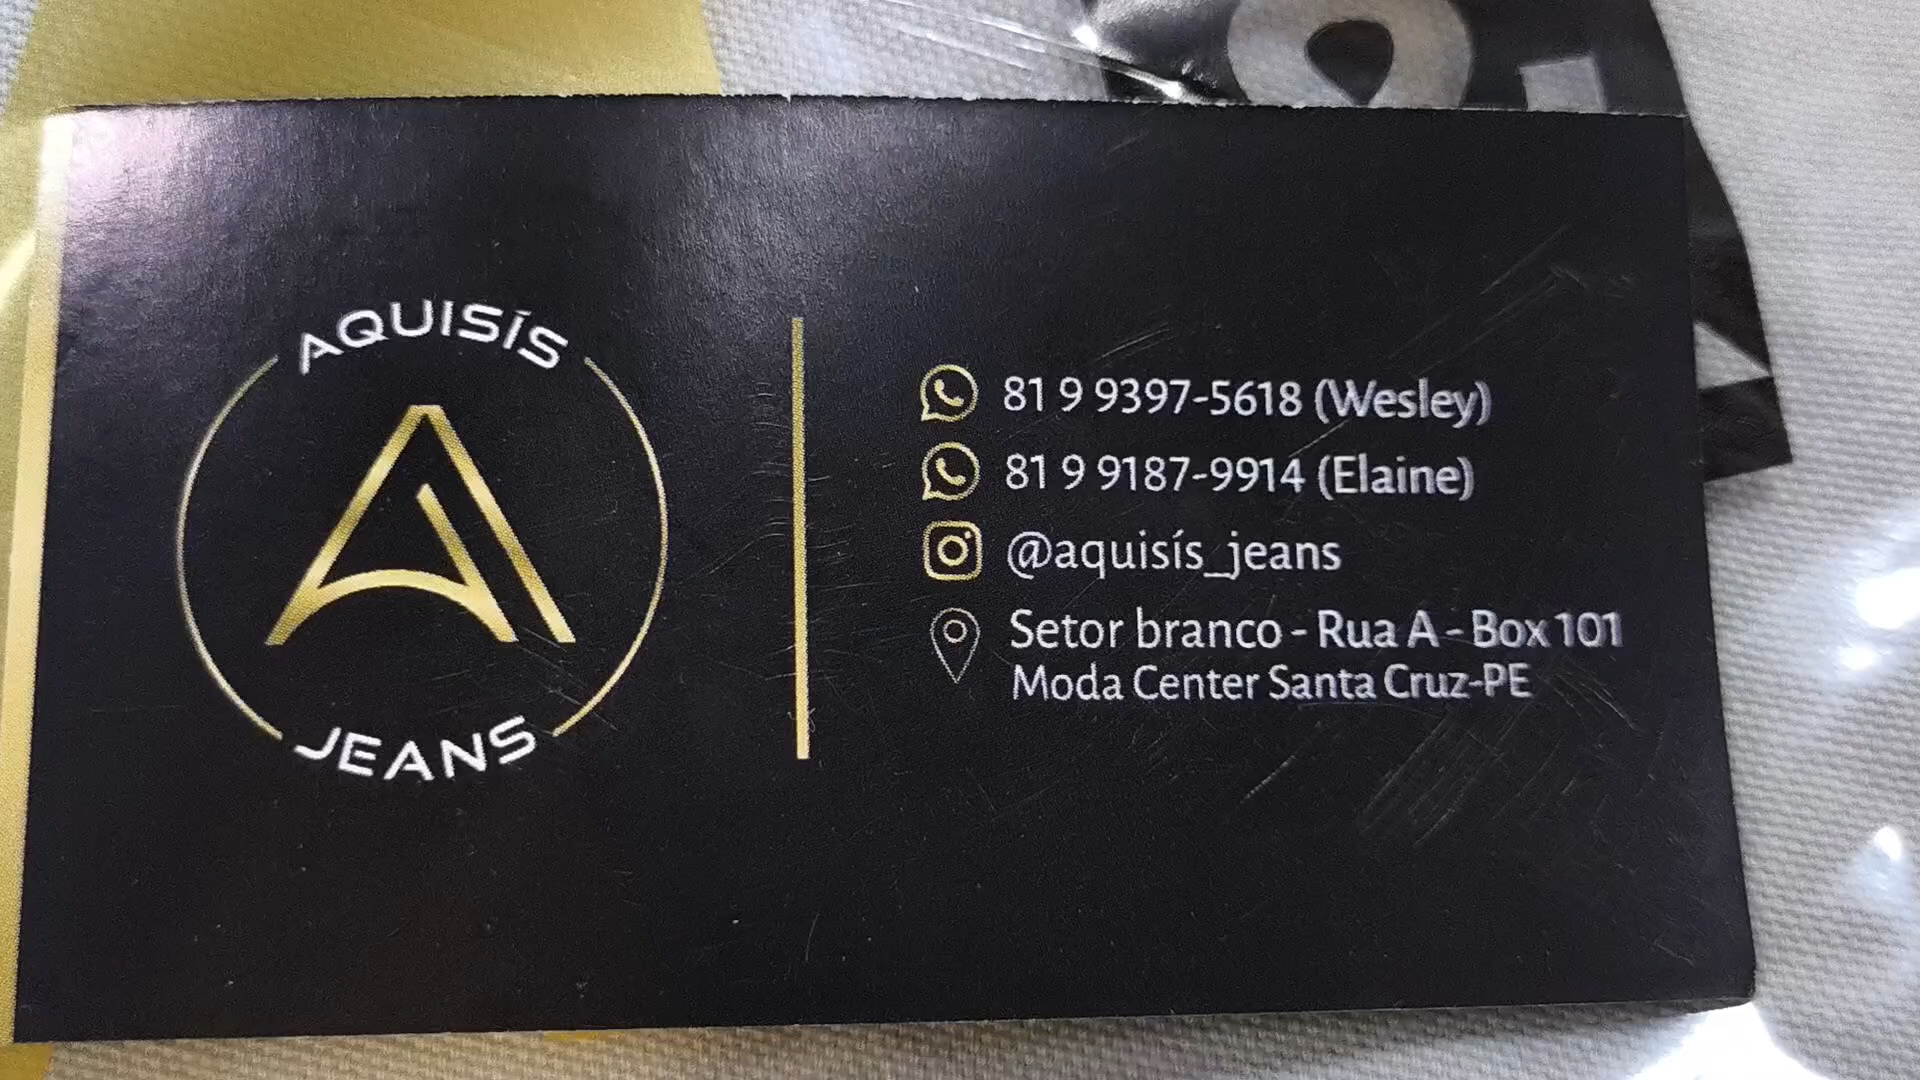 AQUISÍS
JEANS
81 9 9397-5618 (Wesley)
81 9 9187-9914 (Elaine)
@aquisís_jeans
Setor branco - Rua A - Box 101
Moda Center Santa Cruz-PE